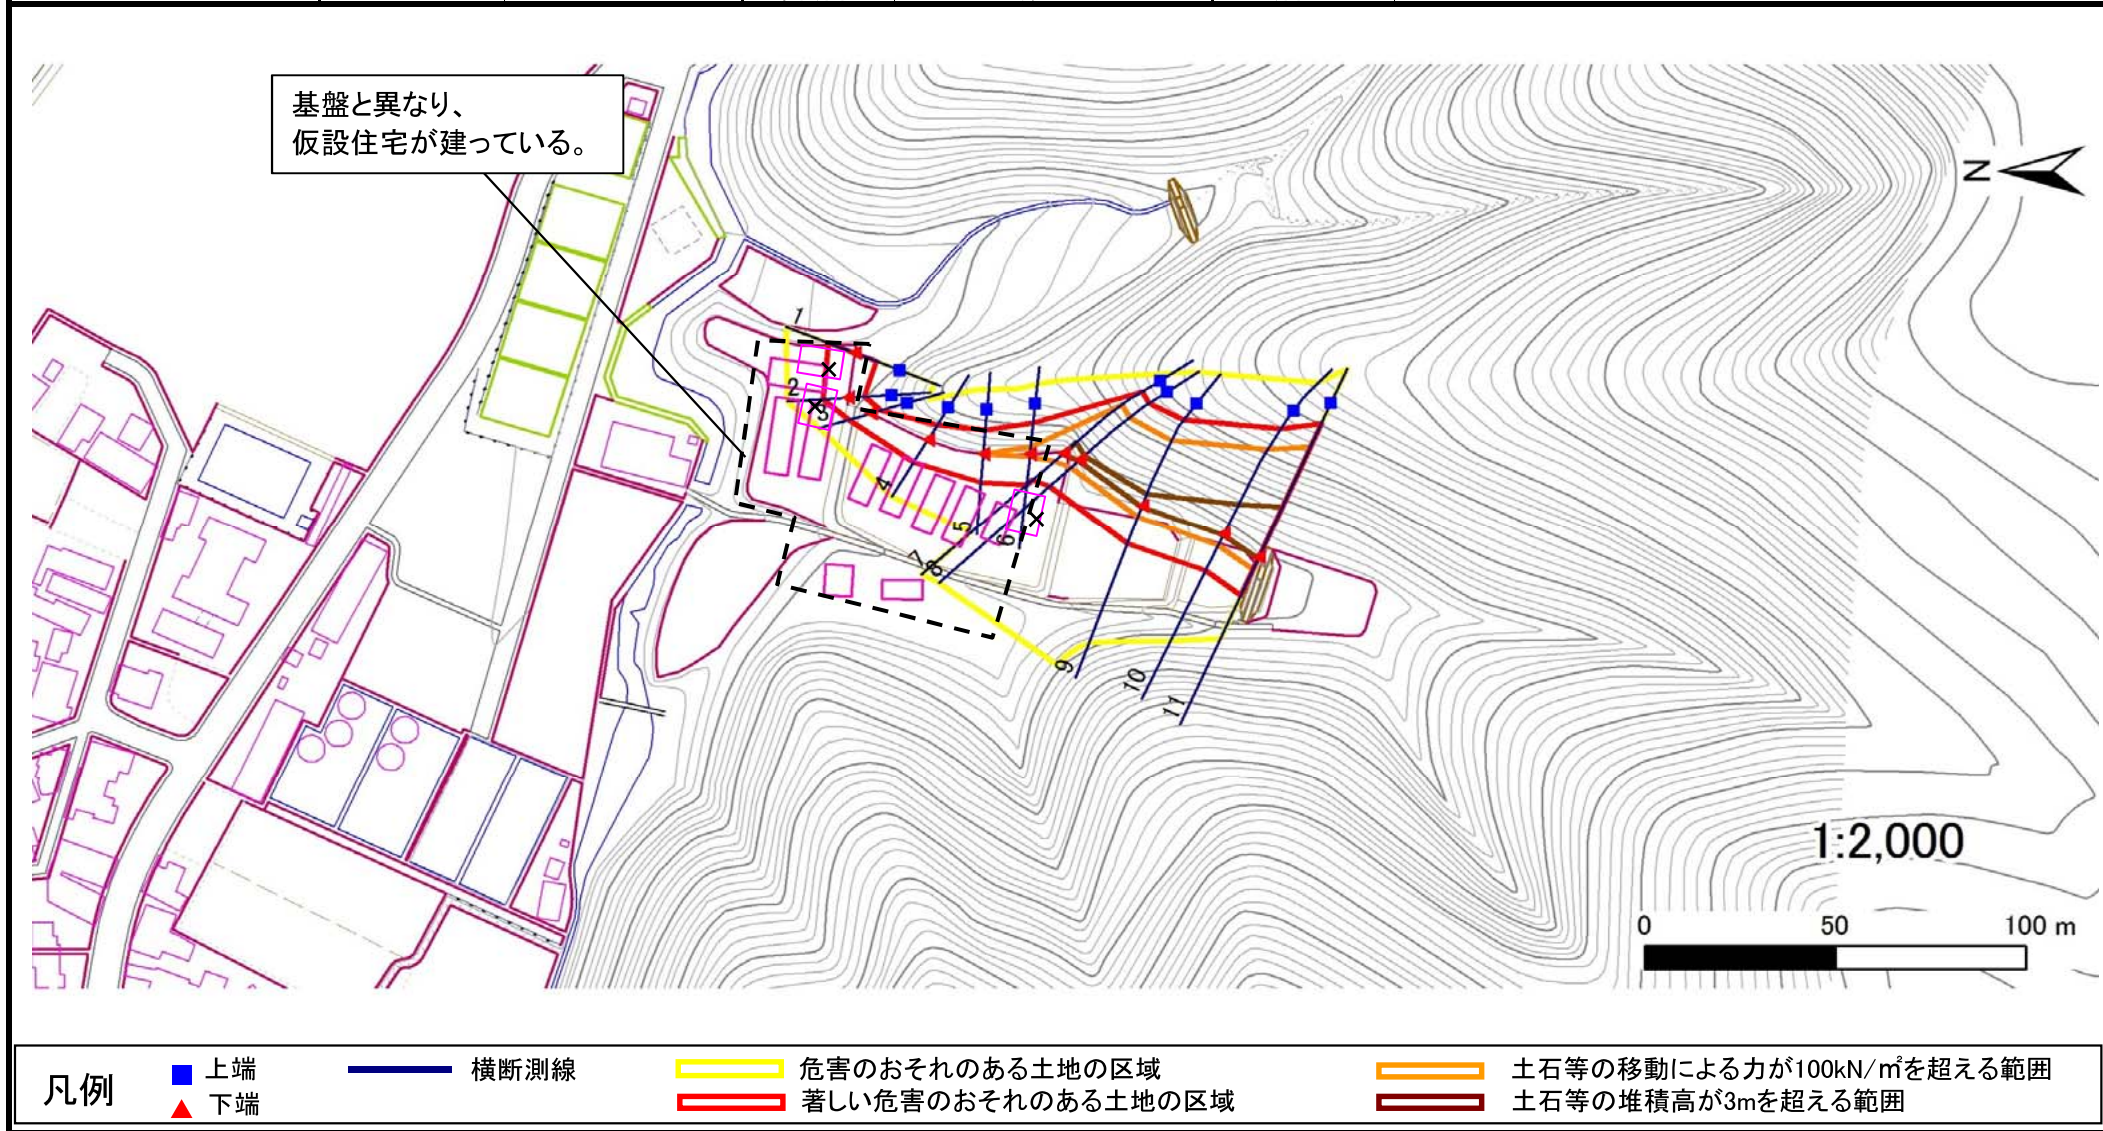 基盤と異なり、
仮設住宅が建っている。
N
1
2
3
4
5
6
7
8
9
10
11
1:2,000
0 50 100 m
凡例
上端
下端
横断測線
危害のおそれのある土地の区域
著しい危害のおそれのある土地の区域
土石等の移動による力が100kN/㎡を超える範囲
土石等の堆積高が3mを超える範囲